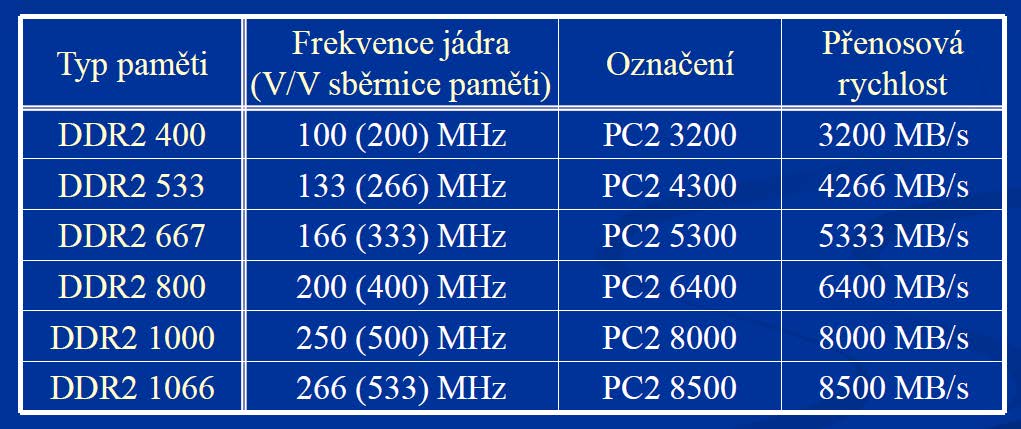 Typ paměti
Frekvence jádra
(V/V sběrnice paměti)
Označení
Přenosová
rychlost
DDR2 400 100 (200) MHz PC2 3200 3200 MB/s
DDR2 533 133 (266) MHz PC2 4300 4266 MB/s
DDR2 667 166 (333) MHz PC2 5300 5333 MB/s
DDR2 800 200 (400) MHz PC2 6400 6400 MB/s
DDR2 1000 250 (500) MHz PC2 8000 8000 MB/s
DDR2 1066 266 (533) MHz PC2 8500 8500 MB/s